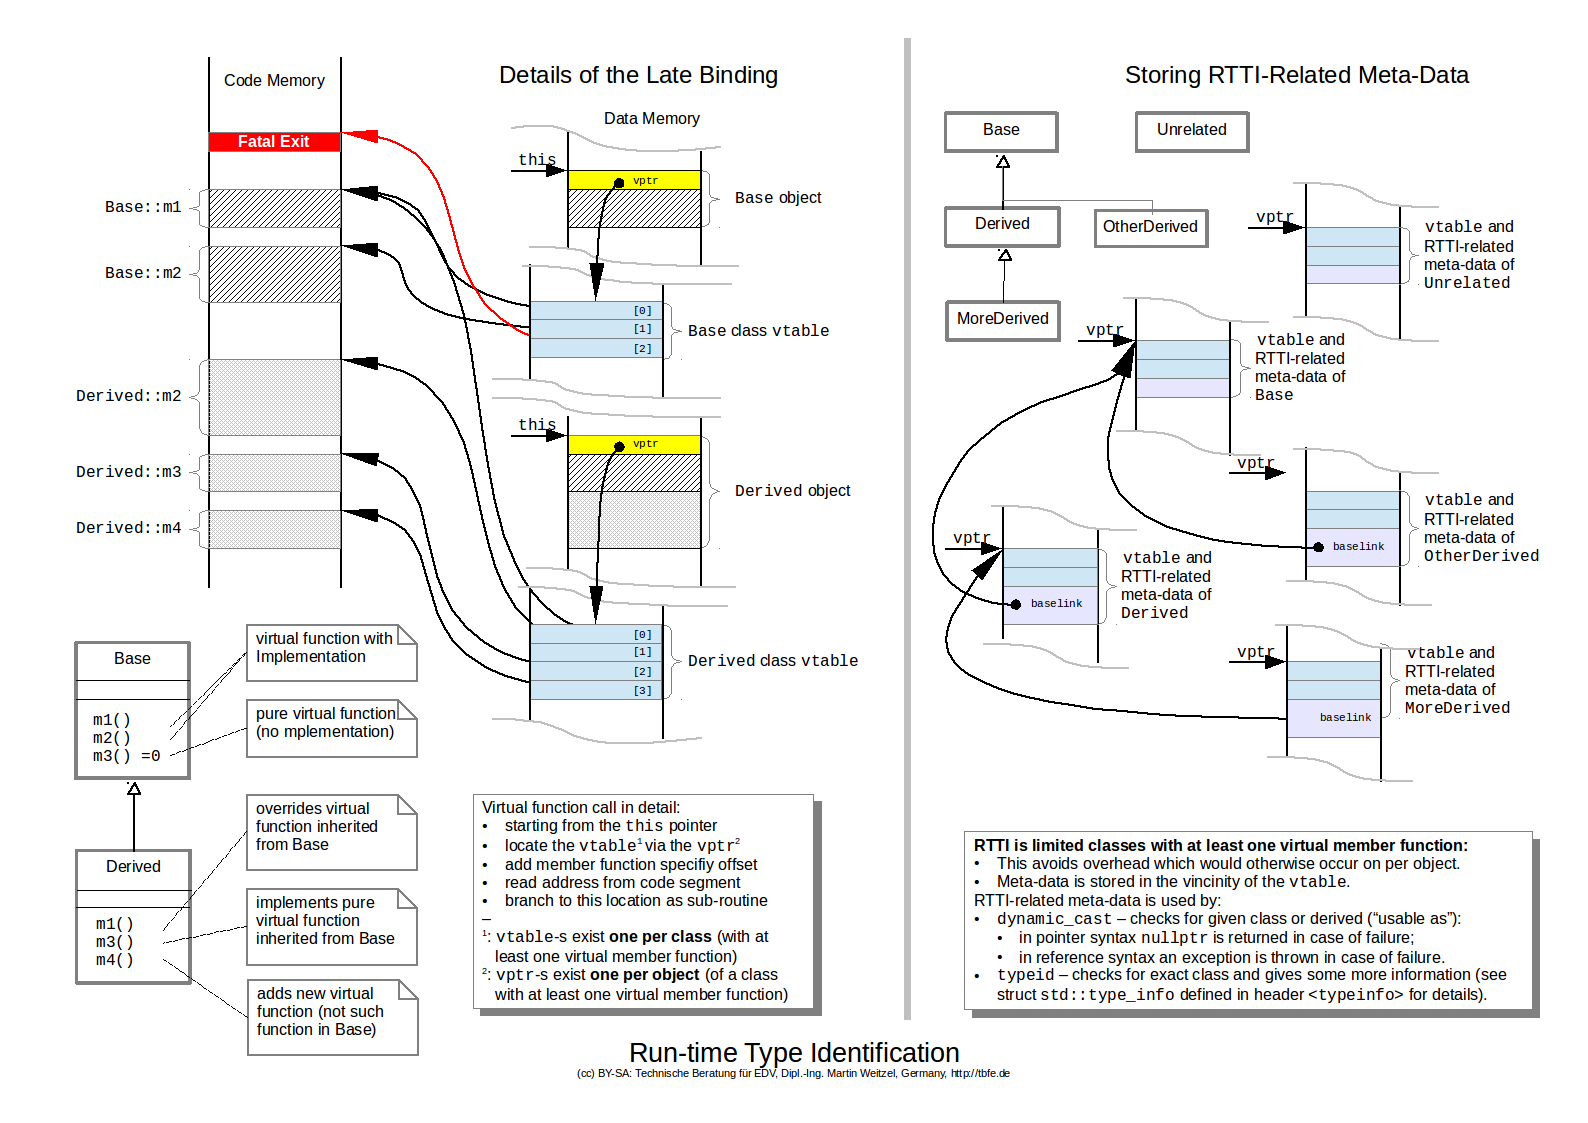 Details of the Late Binding
Code Memory
Data Memory
Fatal Exit
this
vptr
Base object
Base::m1
Base::m2
[0]
[1]
[2]
Base class vtable
Derived::m2
this
vptr
Derived object
Derived::m3
Derived::m4
[0]
[1]
[2]
[3]
Derived class vtable
Base
m1()
m2()
m3() =0
virtual function with
Implementation
pure virtual function
(no mplementation)
Derived
m1()
m3()
m4()
overrides virtual
function inherited
from Base
implements pure
virtual function
inherited from Base
adds new virtual
function (not such
function in Base)
Virtual function call in detail:
• starting from the this pointer
• locate the vtable¹ via the vptr²
• add member function specifiy offset
• read address from code segment
• branch to this location as sub-routine
–
¹: vtable-s exist one per class (with at
least one virtual member function)
²: vptr-s exist one per object (of a class
with at least one virtual member function)
Storing RTTI-Related Meta-Data
Base
Unrelated
Derived
OtherDerived
MoreDerived
vptr
vtable and
RTTI-related
meta-data of
Unrelated
vptr
vtable and
RTTI-related
meta-data of
Base
vptr
baselink
vtable and
RTTI-related
meta-data of
OtherDerived
vptr
baselink
vtable and
RTTI-related
meta-data of
Derived
vptr
baselink
vtable and
RTTI-related
meta-data of
MoreDerived
RTTI is limited classes with at least one virtual member function:
• This avoids overhead which would otherwise occur on per object.
• Meta-data is stored in the vincinity of the vtable.
RTTI-related meta-data is used by:
• dynamic_cast – checks for given class or derived (“usable as”):
• in pointer syntax nullptr is returned in case of failure;
• in reference syntax an exception is thrown in case of failure.
• typeid – checks for exact class and gives some more information (see
struct std::type_info defined in header <typeinfo> for details).
Run-time Type Identification
(cc) BY-SA: Technische Beratung für EDV, Dipl.-Ing. Martin Weitzel, Germany, http://tbfe.de